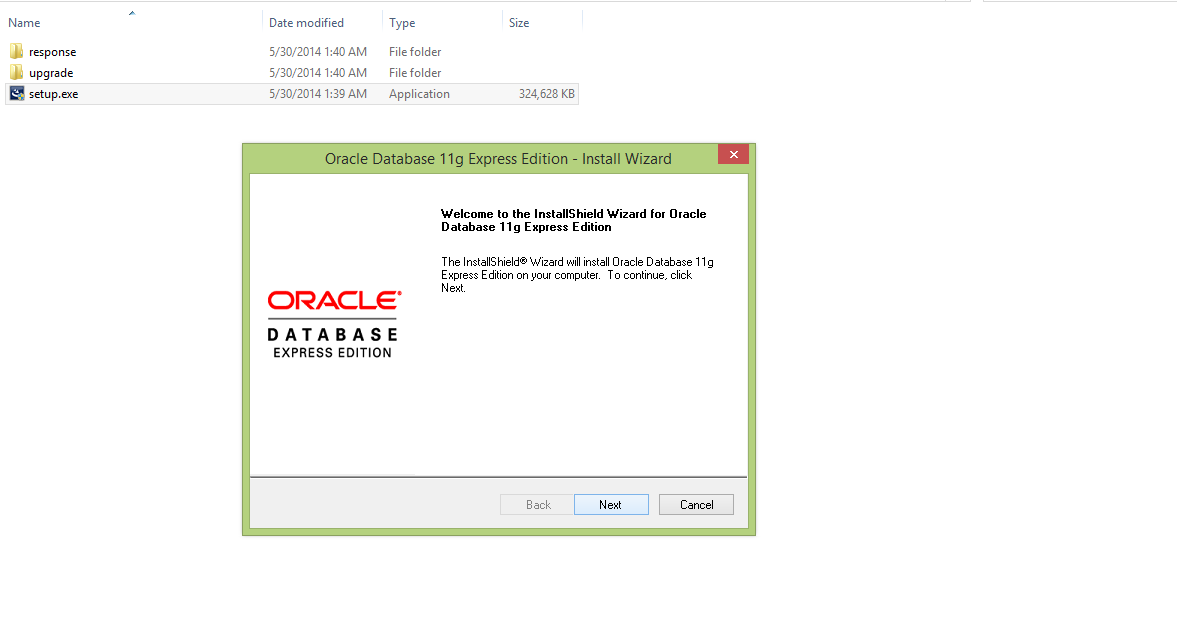 Name Date modified Type Size
response 5/30/2014 1:40 AM File folder
upgrade 5/30/2014 1:40 AM File folder
setup.exe 5/30/2014 1:39 AM Application 324,628 KB
Oracle Database 11g Express Edition - Install Wizard
Welcome to the InstallShield Wizard for Oracle
Database 11g Express Edition
The InstallShield® Wizard will install Oracle Database 11g
Express Edition on your computer. To continue, click
Next.
ORACLE®
DATABASE
EXPRESS EDITION
Back Next Cancel